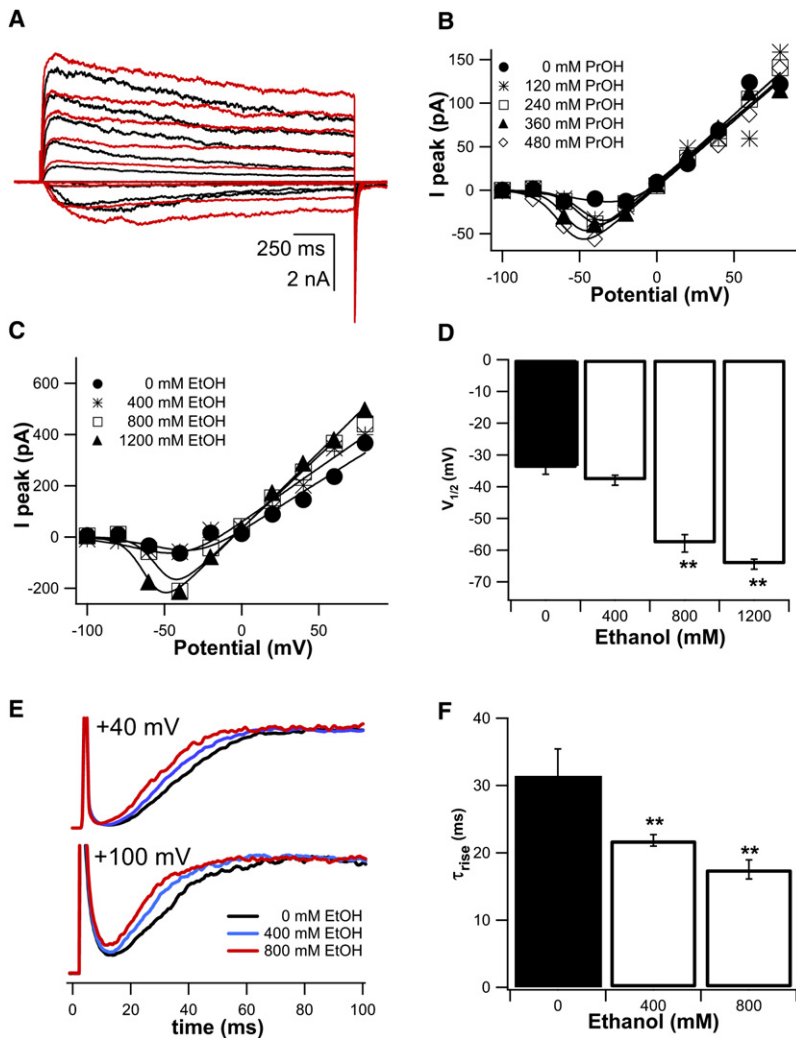 A
250 ms
2 nA
B
0 mM PrOH
120 mM PrOH
240 mM PrOH
360 mM PrOH
480 mM PrOH
I peak (pA)
150
100
50
0
-50
-100
-50
0
50
Potential (mV)
C
0 mM EtOH
400 mM EtOH
800 mM EtOH
1200 mM EtOH
I peak (pA)
600
400
200
0
-200
-100
-50
0
50
Potential (mV)
D
V1/2 (mV)
0
-10
-20
-30
-40
-50
-60
-70
**
**
0
400
800
1200
Ethanol (mM)
E
+40 mV
+100 mV
0 mM EtOH
400 mM EtOH
800 mM EtOH
0
20
40
60
80
100
time (ms)
F
τrise (ms)
40
30
20
10
0
**
**
0
400
800
Ethanol (mM)